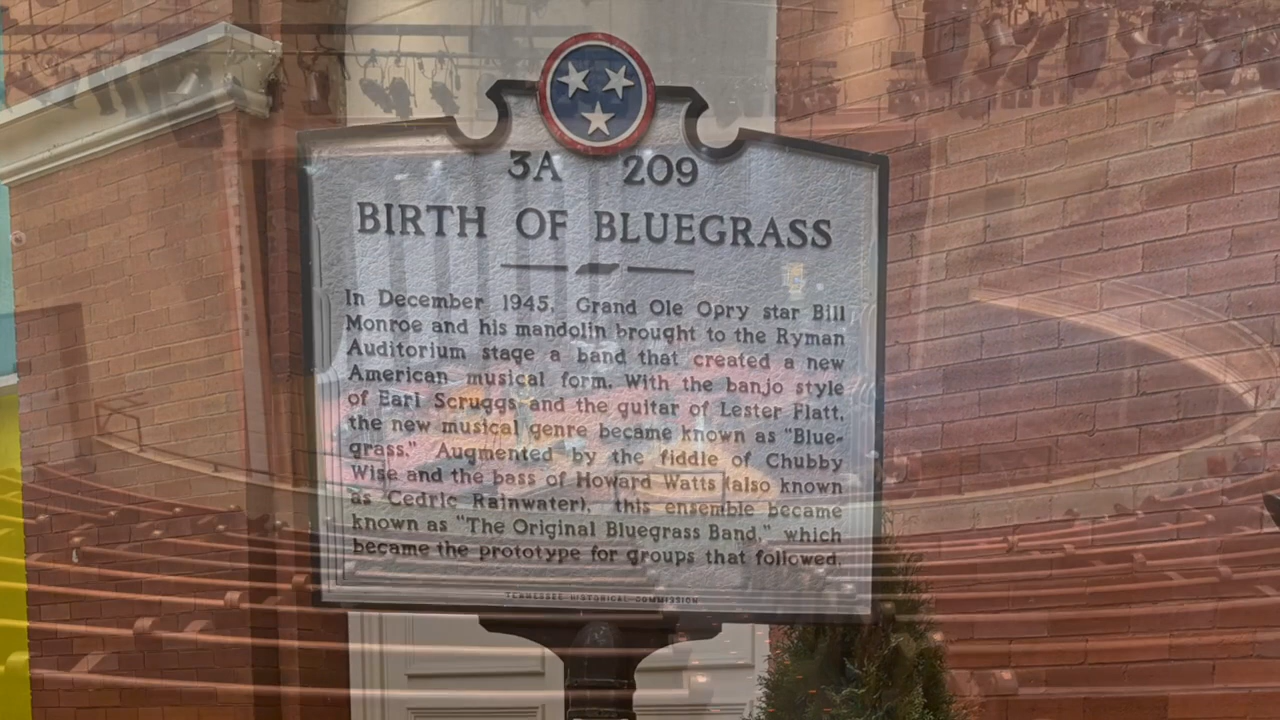 3A 209
BIRTH OF BLUEGRASS
In December 1945, Grand Ole Opry star Bill
Monroe and his mandolin brought to the Ryman
Auditorium stage a band that created a new
American musical form. With the banjo style
of Earl Scruggs and the guitar of Lester Flatt,
the new musical genre became known as "Blue-
grass." Augmented by the fiddle of Chubby
Wise and the bass of Howard Watts (also known
as Cedric Rainwater), this ensemble became
known as "The Original Bluegrass Band," which
became the prototype for groups that followed.
TENNESSEE HISTORICAL COMMISSION